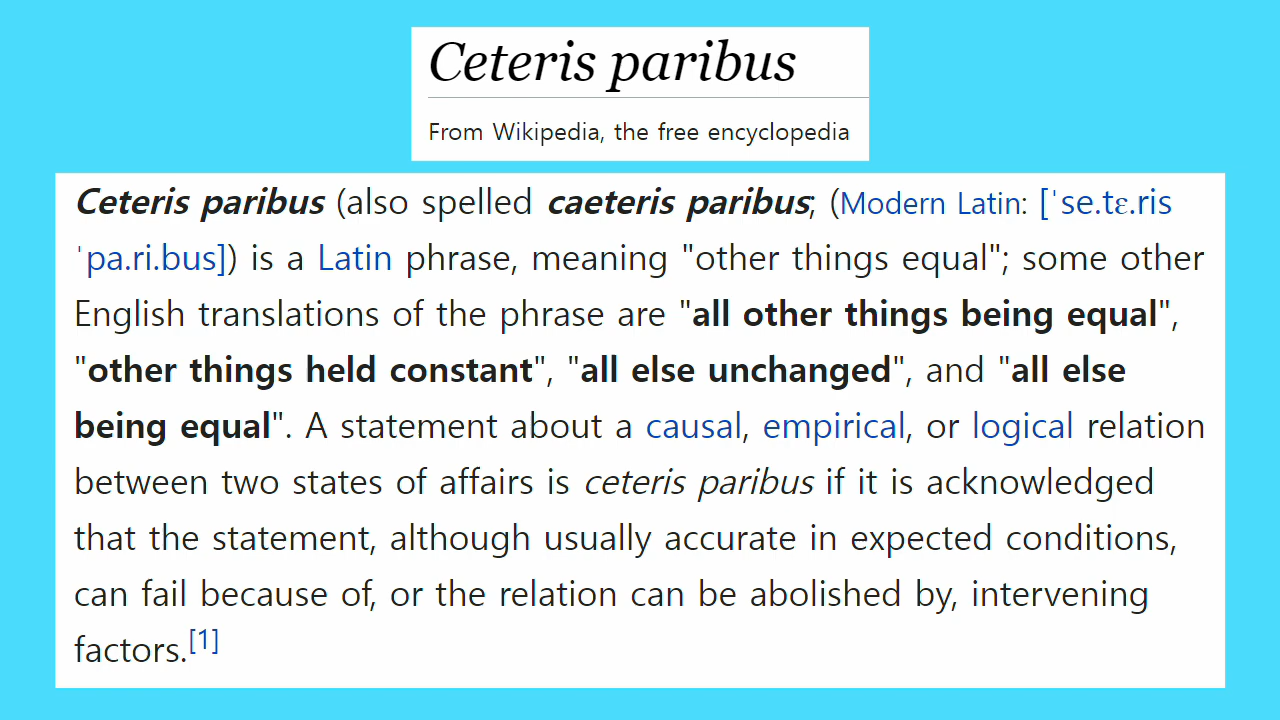 Ceteris paribus
From Wikipedia, the free encyclopedia
Ceteris paribus (also spelled caeteris paribus; (Modern Latin: [ˈse.tɛ.ris
ˈpa.ri.bus]) is a Latin phrase, meaning "other things equal"; some other
English translations of the phrase are "all other things being equal",
"other things held constant", "all else unchanged", and "all else
being equal". A statement about a causal, empirical, or logical relation
between two states of affairs is ceteris paribus if it is acknowledged
that the statement, although usually accurate in expected conditions,
can fail because of, or the relation can be abolished by, intervening
factors.[1]